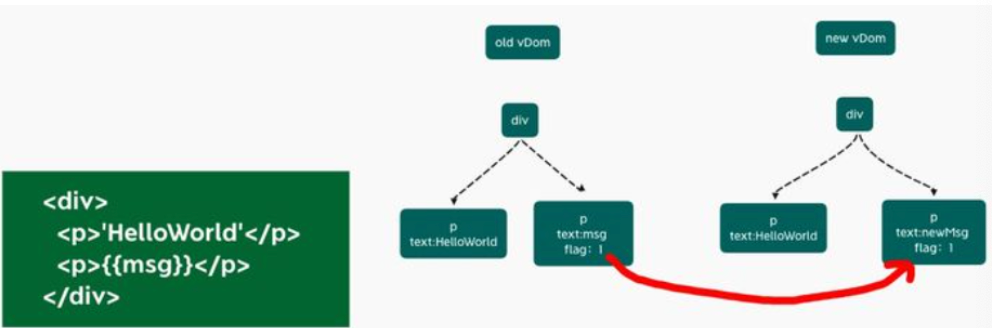 <div>
<p>'HelloWorld'</p>
<p>{{msg}}</p>
</div>
old vDom
div
p
text:HelloWorld
p
text:msg
flag：1
new vDom
div
p
text:HelloWorld
p
text:newMsg
flag：1